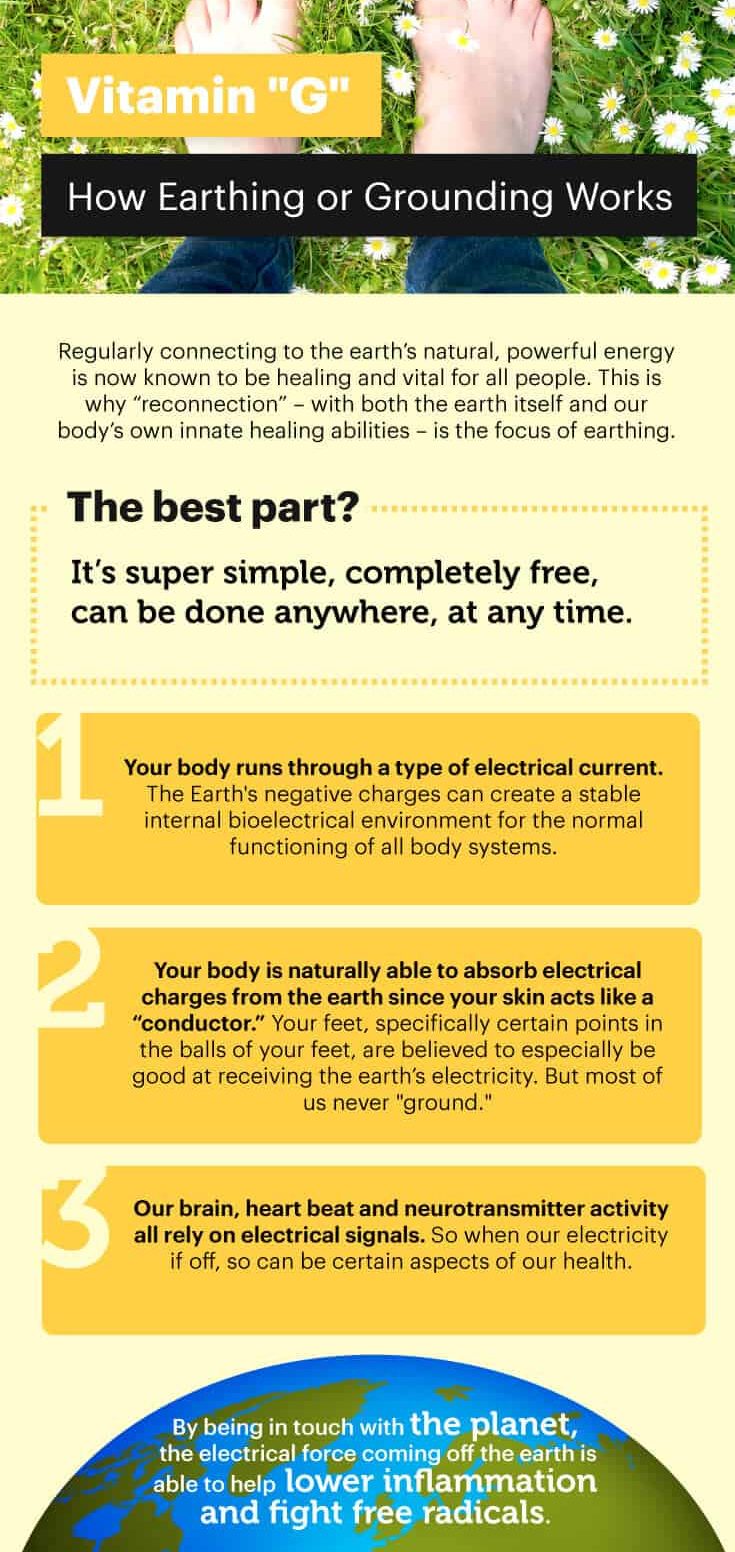 Vitamin "G"
How Earthing or Grounding Works
Regularly connecting to the earth's natural, powerful energy
is now known to be healing and vital for all people. This is
why “reconnection” – with both the earth itself and our
body's own innate healing abilities – is the focus of earthing.
The best part?
It's super simple, completely free,
can be done anywhere, at any time.
1
Your body runs through a type of electrical current.
The Earth's negative charges can create a stable
internal bioelectrical environment for the normal
functioning of all body systems.
2
Your body is naturally able to absorb electrical
charges from the earth since your skin acts like a
“conductor.” Your feet, specifically certain points in
the balls of your feet, are believed to especially be
good at receiving the earth's electricity. But most of
us never "ground."
3
Our brain, heart beat and neurotransmitter activity
all rely on electrical signals. So when our electricity
if off, so can be certain aspects of our health.
By being in touch with the planet,
the electrical force coming off the earth is
able to help lower inflammation
and fight free radicals.